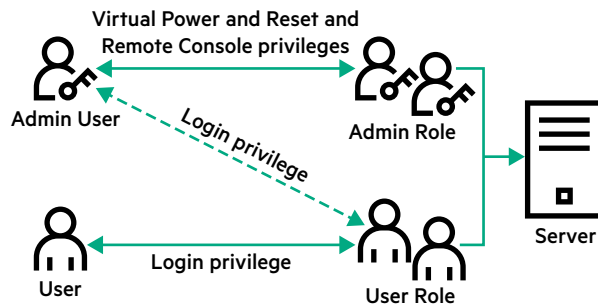 Virtual Power and Reset and
Remote Console privileges
Admin User
Admin Role
Login privilege
Server
Login privilege
User
User Role